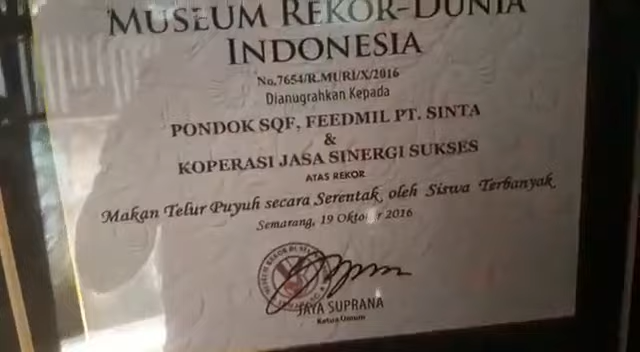 MUSEUM REKOR-DUNIA
INDONESIA
No.7654/R.MURI/X/2016
Dianugrahkan Kepada
PONDOK SQF, FEEDMIL PT. SINTA
&
KOPERASI JASA SINERGI SUKSES
ATAS REKOR
Makan Telur Puyuh secara Serentak, oleh Siswa Terbanyak
Semarang, 19 Oktober 2016
JAYA SUPRANA
Ketua Umum